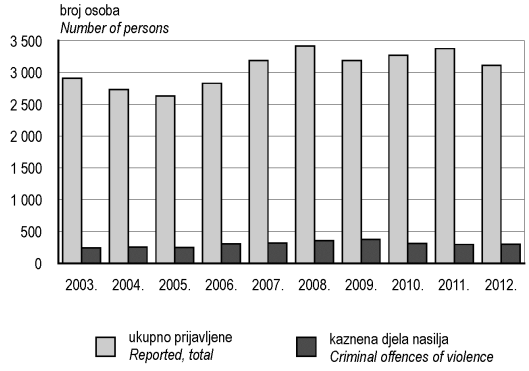 broj osoba
Number of persons
3 500
3 000
2 500
2 000
1 500
1 000
500
0
2003. 2004. 2005. 2006. 2007. 2008. 2009. 2010. 2011. 2012.
ukupno prijavljene
Reported, total
kaznena djela nasilja
Criminal offences of violence